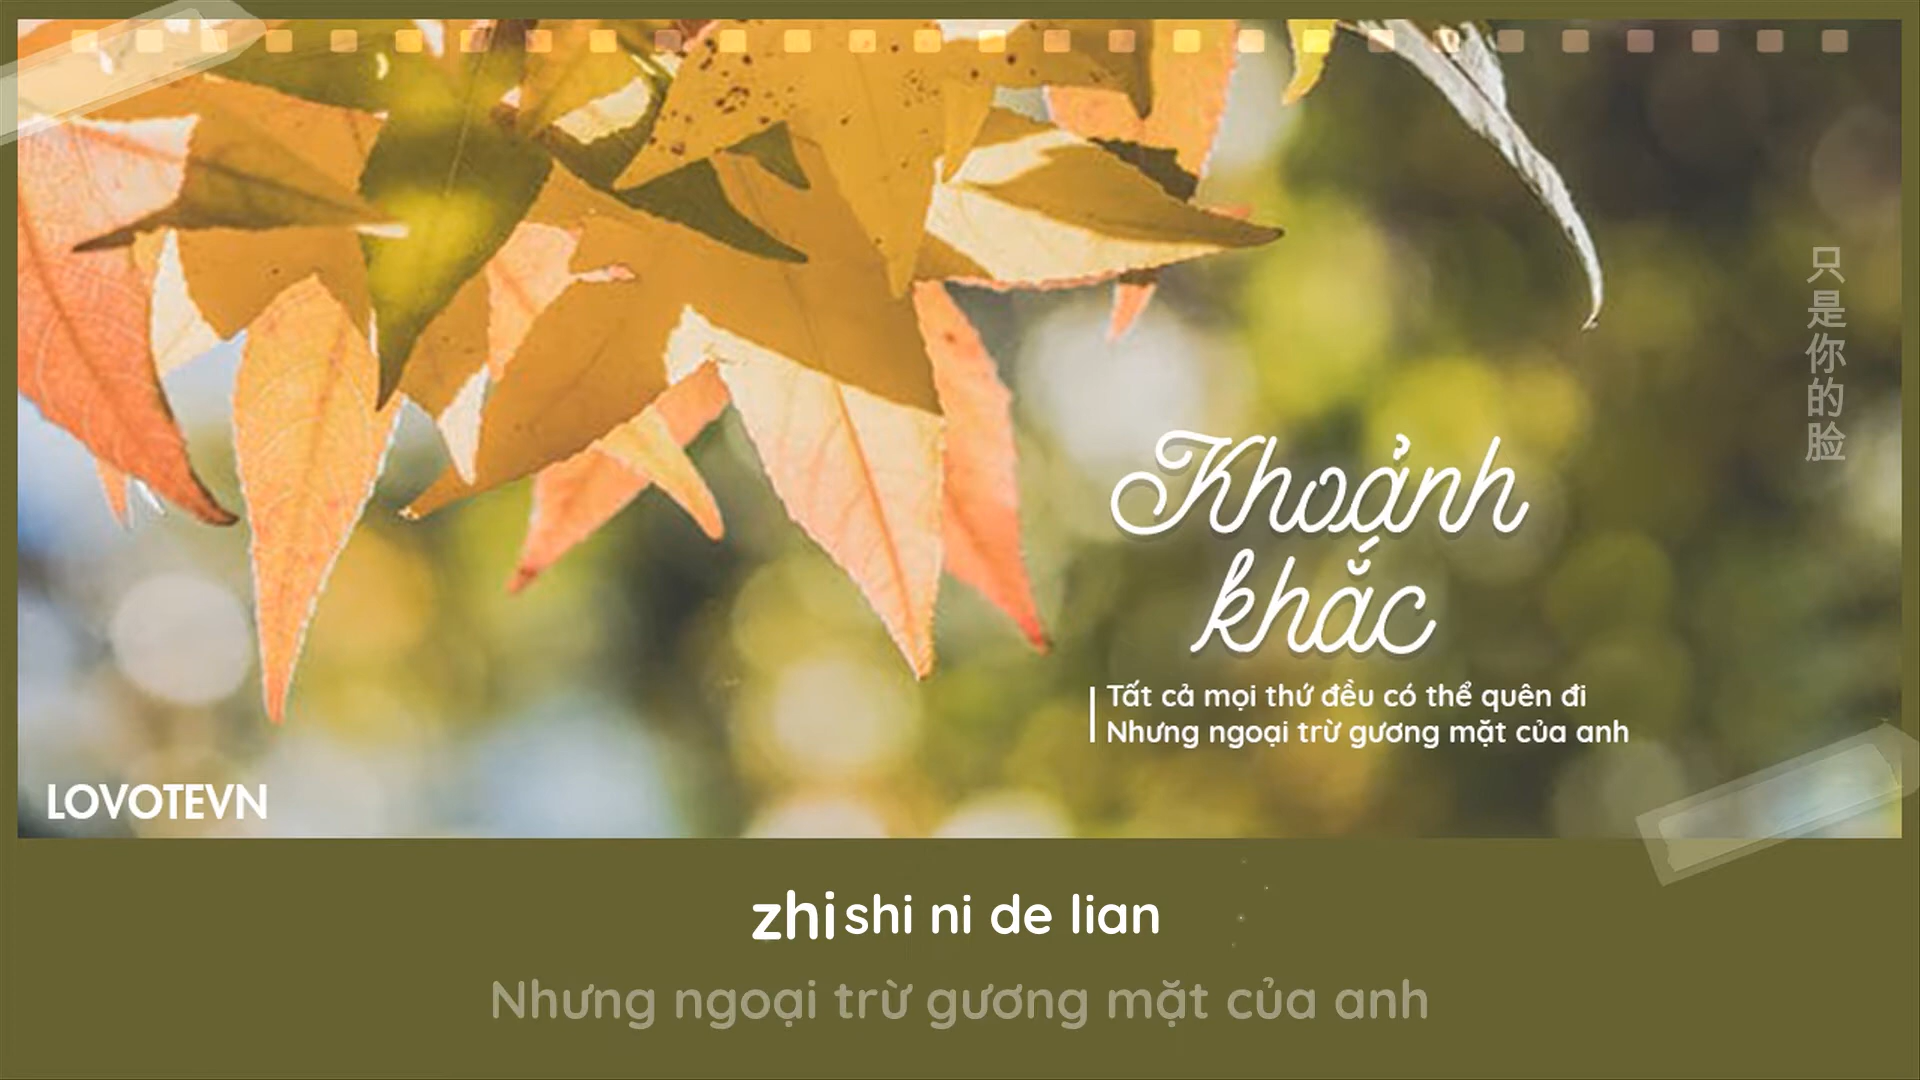 只是你的脸
Khoảnh
khắc
Tất cả mọi thứ đều có thể quên đi
Nhưng ngoại trừ gương mặt của anh
LOVOTEVN
zhi shi ni de lian
Nhưng ngoại trừ gương mặt của anh